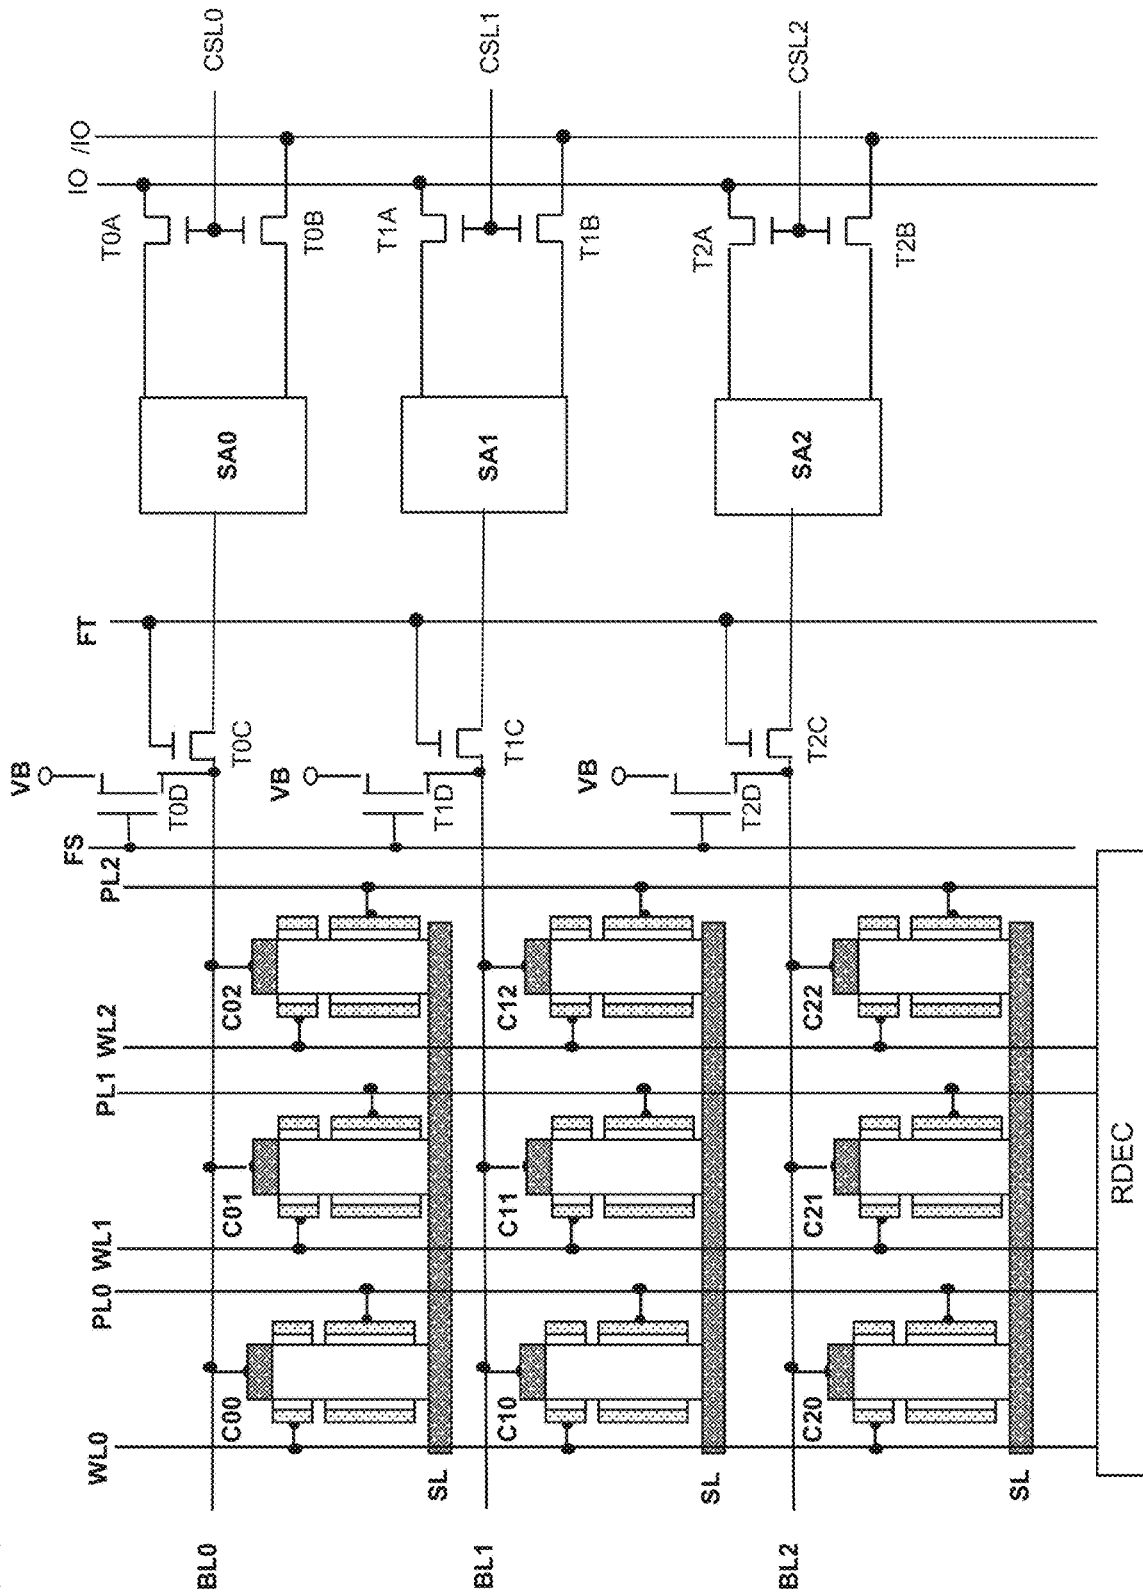 WL0
PL0
WL1
PL1
WL2
PL2
FS
FT
IO
/IO
VB
T0D
T0C
T0A
CSL0
T0B
SA0
BL0
C00
C01
C02
SL
VB
T1D
T1C
T1A
CSL1
T1B
SA1
BL1
C10
C11
C12
SL
VB
T2D
T2C
T2A
CSL2
T2B
SA2
BL2
C20
C21
C22
SL
RDEC